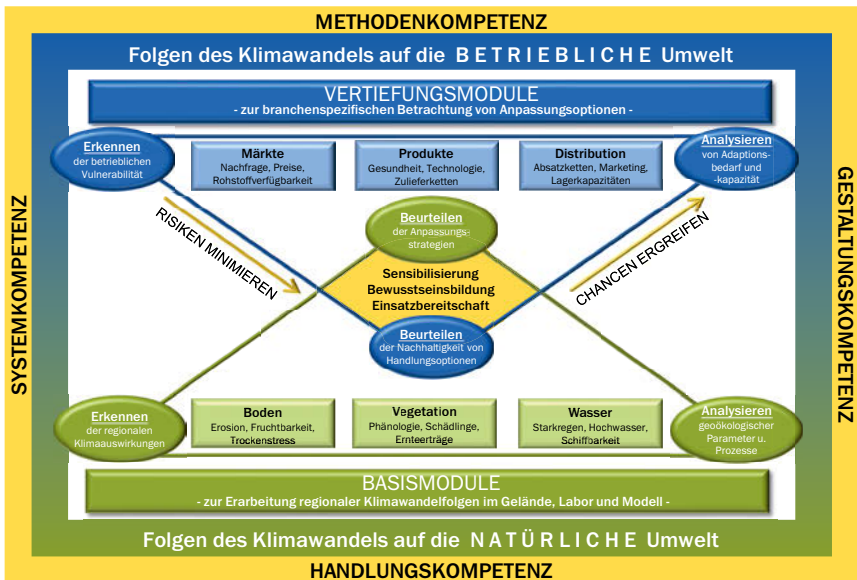 METHODENKOMPETENZ
Folgen des Klimawandels auf die BETRIEBLICHE Umwelt
VERTIEFUNGSMODULE
- zur branchenspezifischen Betrachtung von Anpassungsoptionen -
Erkennen
der betrieblichen
Vulnerabilität
Märkte
Nachfrage, Preise,
Rohstoffverfügbarkeit
Produkte
Gesundheit, Technologie,
Zulieferketten
Distribution
Absatzketten, Marketing,
Lagerkapazitäten
Analysieren
von Adaptions-
bedarf und
-kapazität
SYSTEMKOMPETENZ
GESTALTUNGSKOMPETENZ
RISIKEN MINIMIEREN
Beurteilen
der Anpassungs-
strategien
CHANCEN ERGREIFEN
Sensibilisierung
Bewusstseinsbildung
Einsatzbereitschaft
Beurteilen
der Nachhaltigkeit von
Handlungsoptionen
Erkennen
der regionalen
Klimaauswirkungen
Boden
Erosion, Fruchtbarkeit,
Trockenstress
Vegetation
Phänologie, Schädlinge,
Ernteerträge
Wasser
Starkregen, Hochwasser,
Schiffbarkeit
Analysieren
geoökologischer
Parameter u.
Prozesse
BASISMODULE
- zur Erarbeitung regionaler Klimawandelfolgen im Gelände, Labor und Modell -
Folgen des Klimawandels auf die NATÜRLICHE Umwelt
HANDLUNGSKOMPETENZ